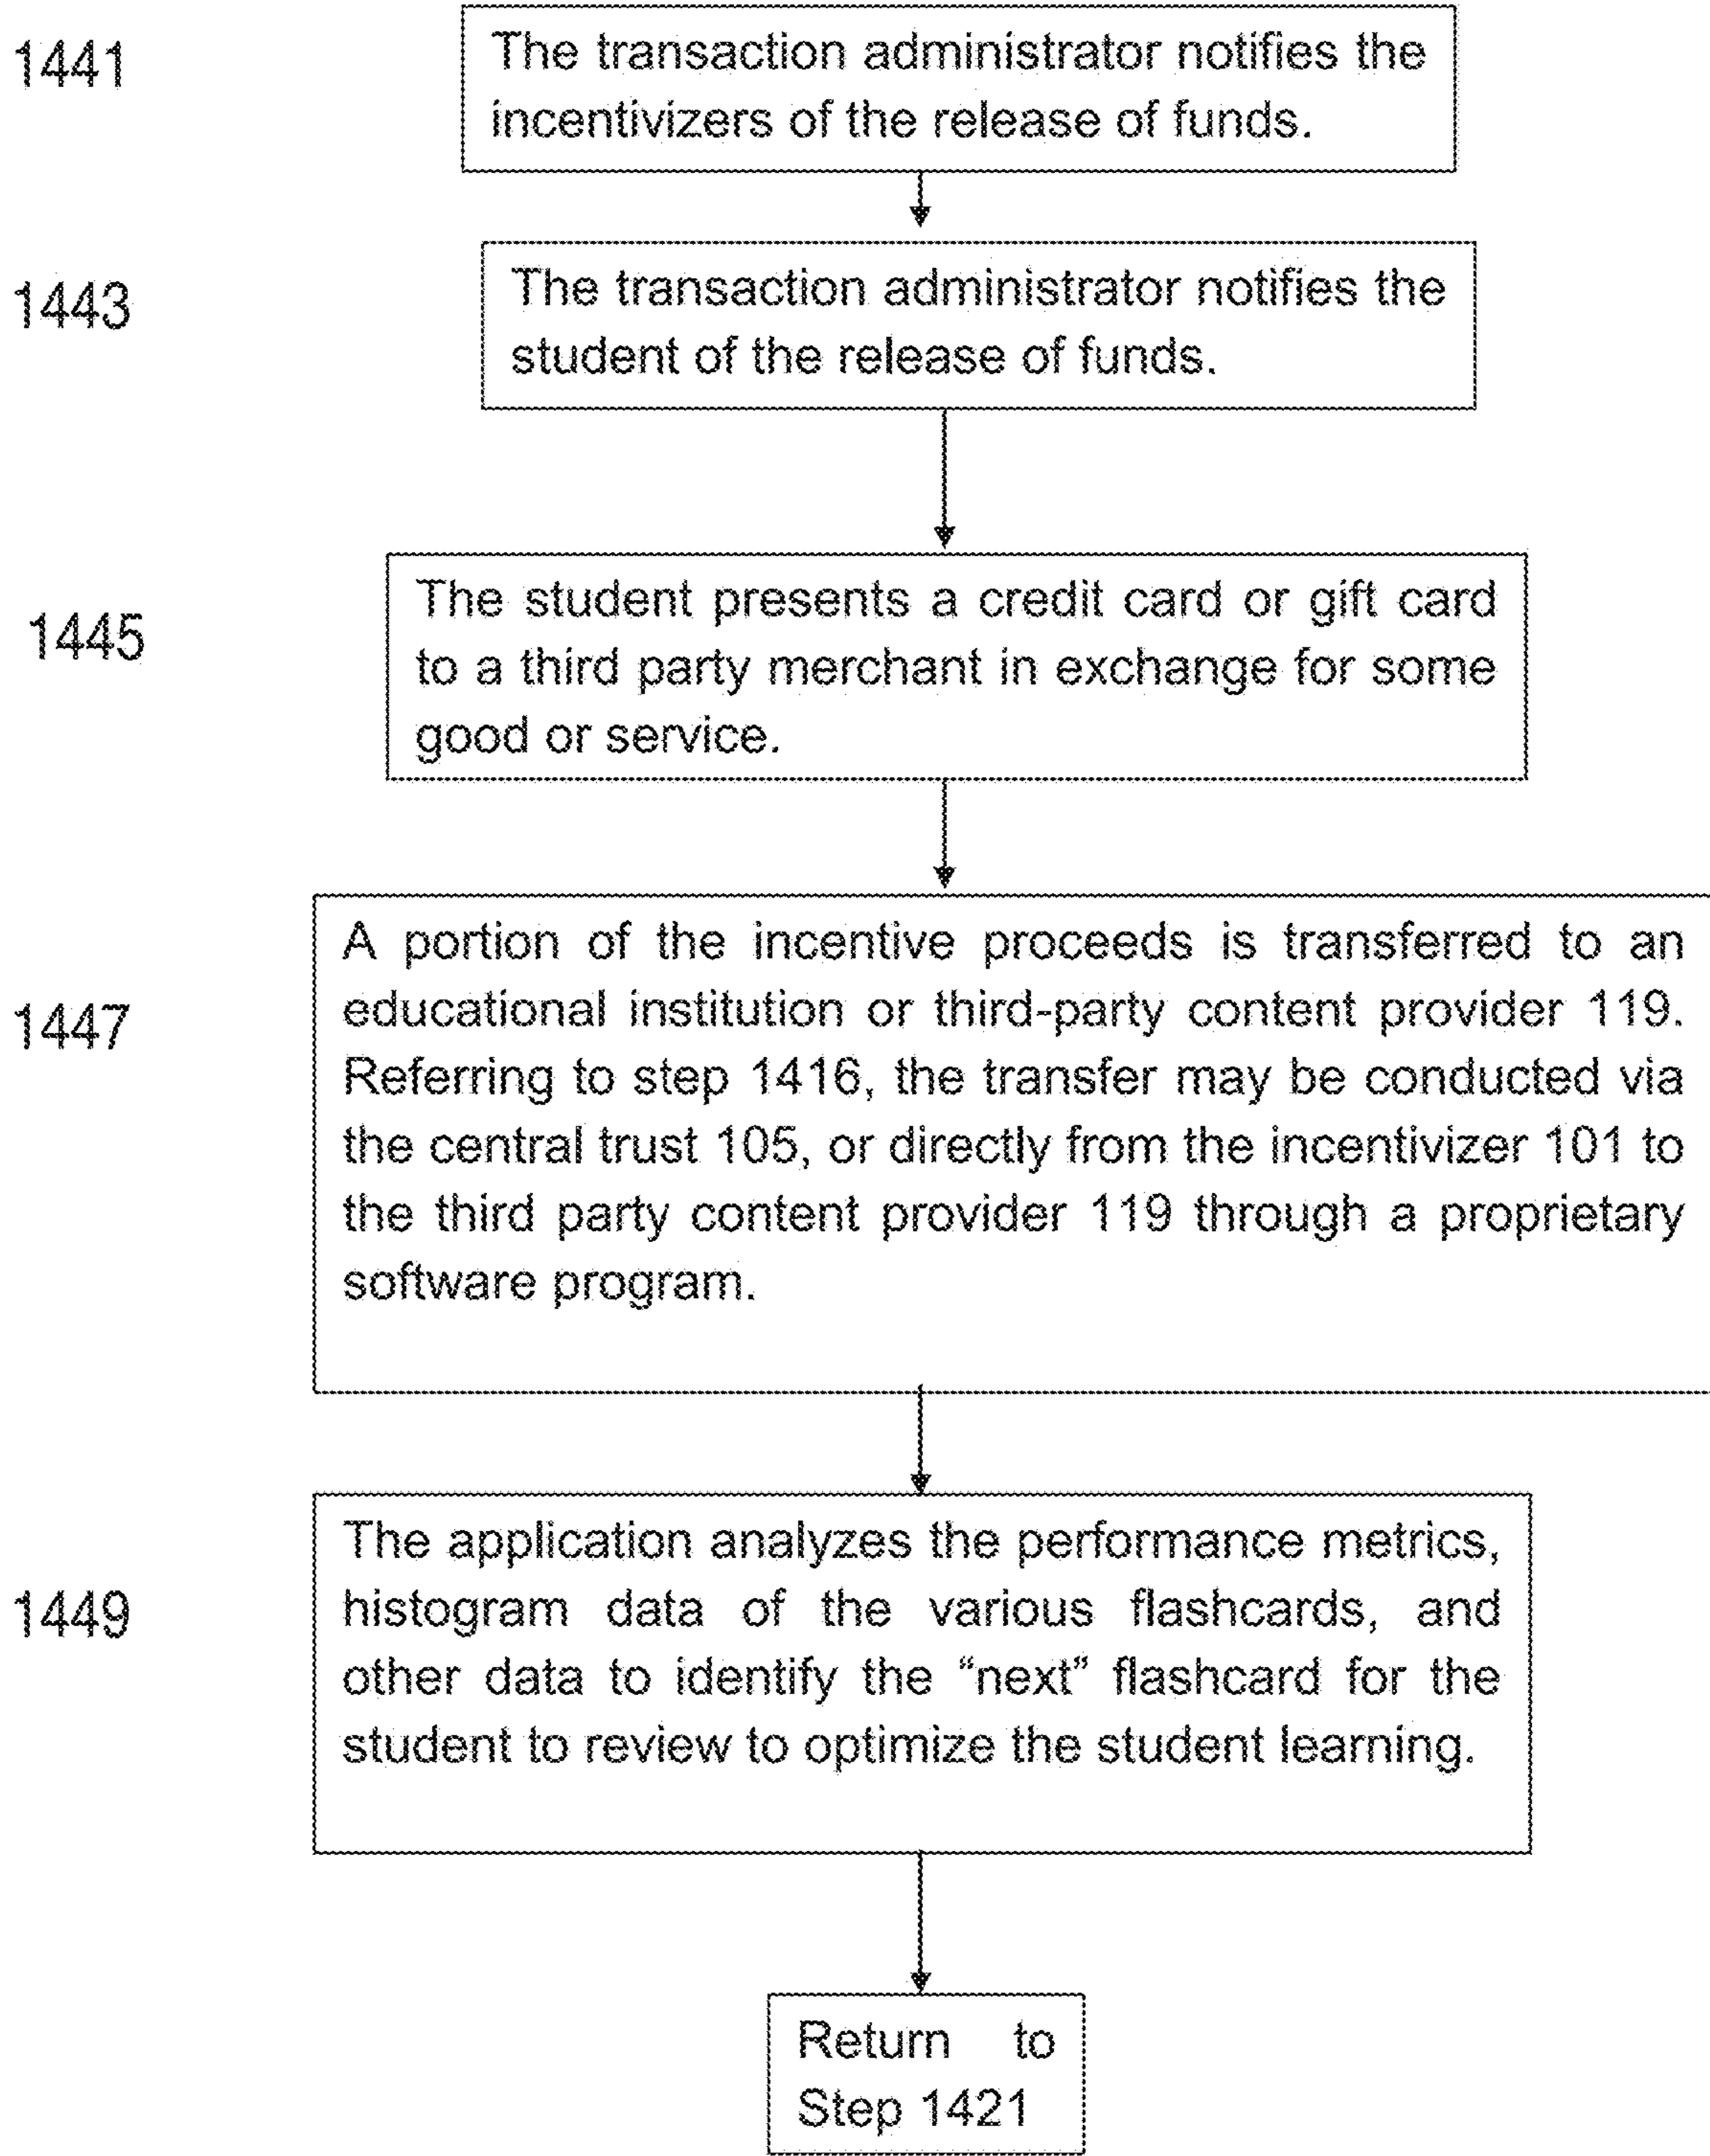 1441
The transaction administrator notifies the
incentivizers of the release of funds.
1443
The transaction administrator notifies the
student of the release of funds.
1445
The student presents a credit card or gift card
to a third party merchant in exchange for some
good or service.
1447
A portion of the incentive proceeds is transferred to an
educational institution or third-party content provider 119.
Referring to step 1416, the transfer may be conducted via
the central trust 105, or directly from the incentivizer 101 to
the third party content provider 119 through a proprietary
software program.
1449
The application analyzes the performance metrics,
histogram data of the various flashcards, and
other data to identify the “next” flashcard for the
student to review to optimize the student learning.
Return to
Step 1421